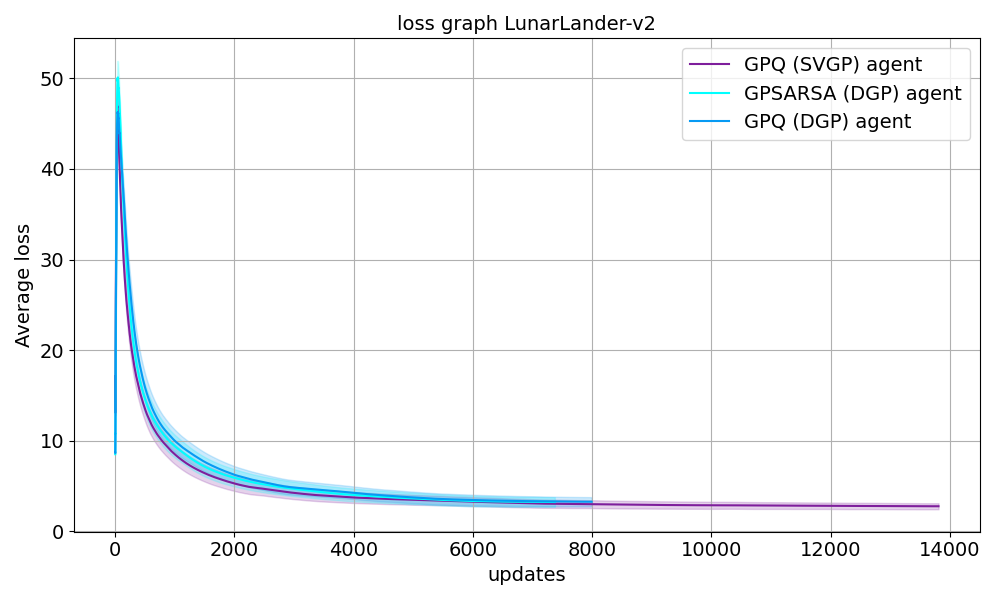 loss graph LunarLander-v2
GPQ (SVGP) agent
GPSARSA (DGP) agent
GPQ (DGP) agent
Average loss
50
40
30
20
10
0
0 2000 4000 6000 8000 10000 12000 14000
updates